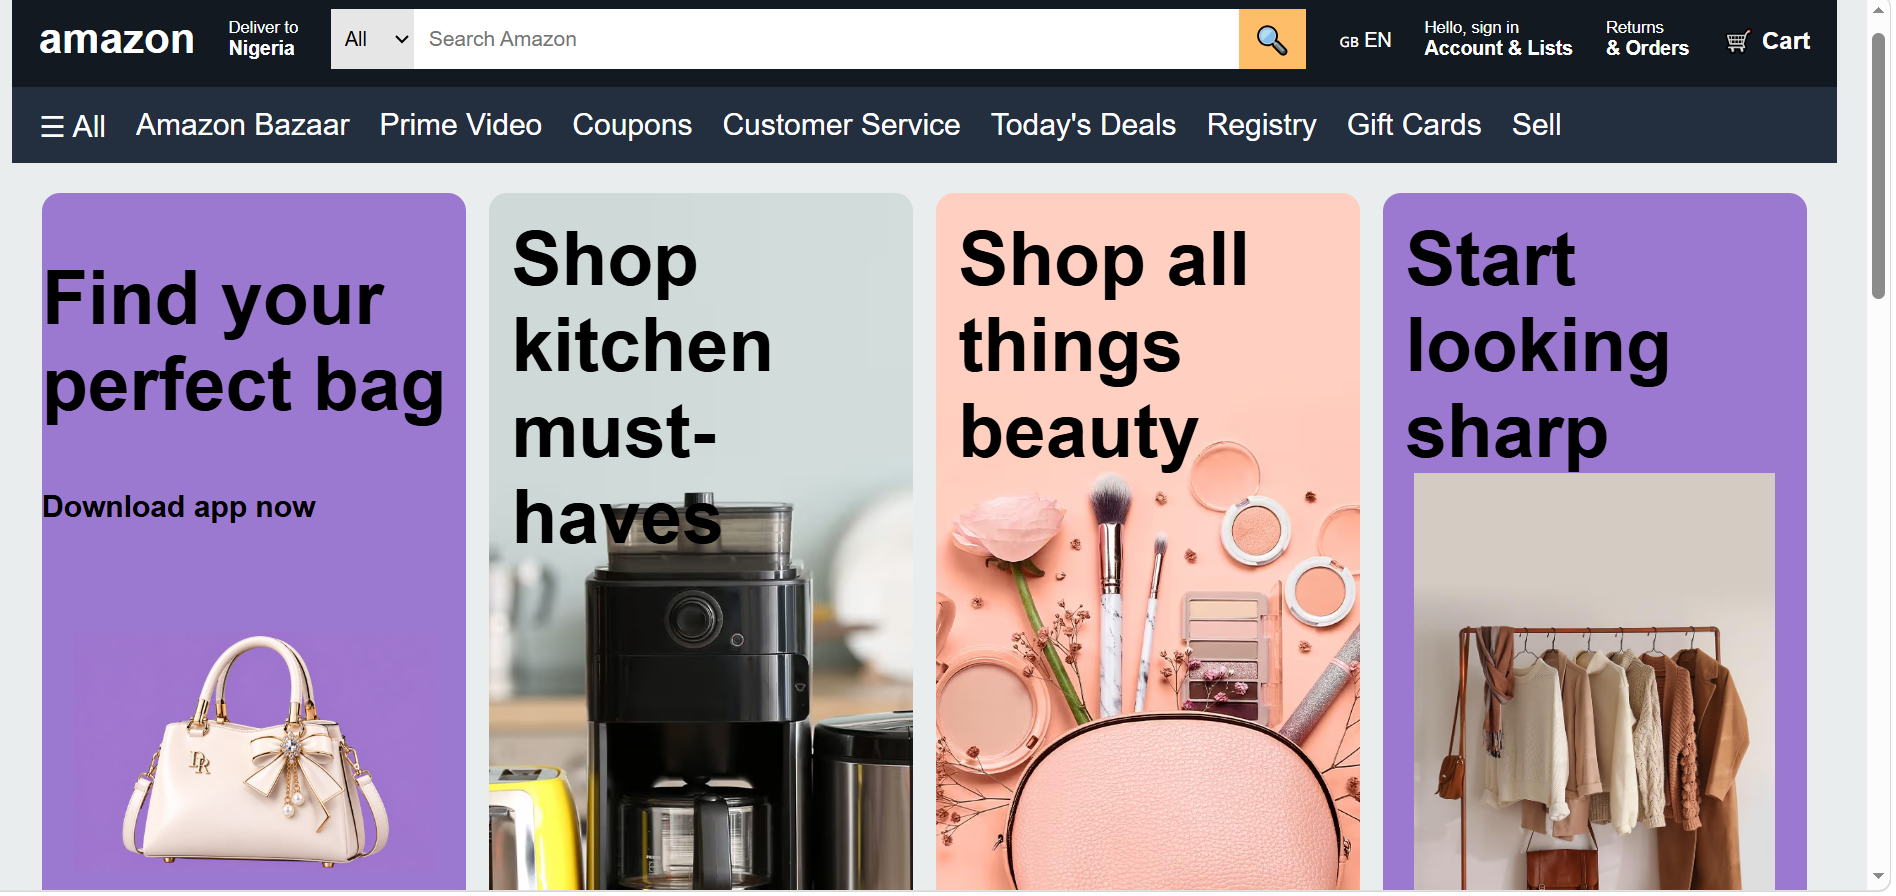 amazon
Deliver to
Nigeria
All
Search Amazon
GB EN
Hello, sign in
Account & Lists
Returns
& Orders
Cart
☰ All
Amazon Bazaar
Prime Video
Coupons
Customer Service
Today's Deals
Registry
Gift Cards
Sell
Find your
perfect bag
Download app now
LR
Shop
kitchen
must-
haves
Shop all
things
beauty
Start
looking
sharp